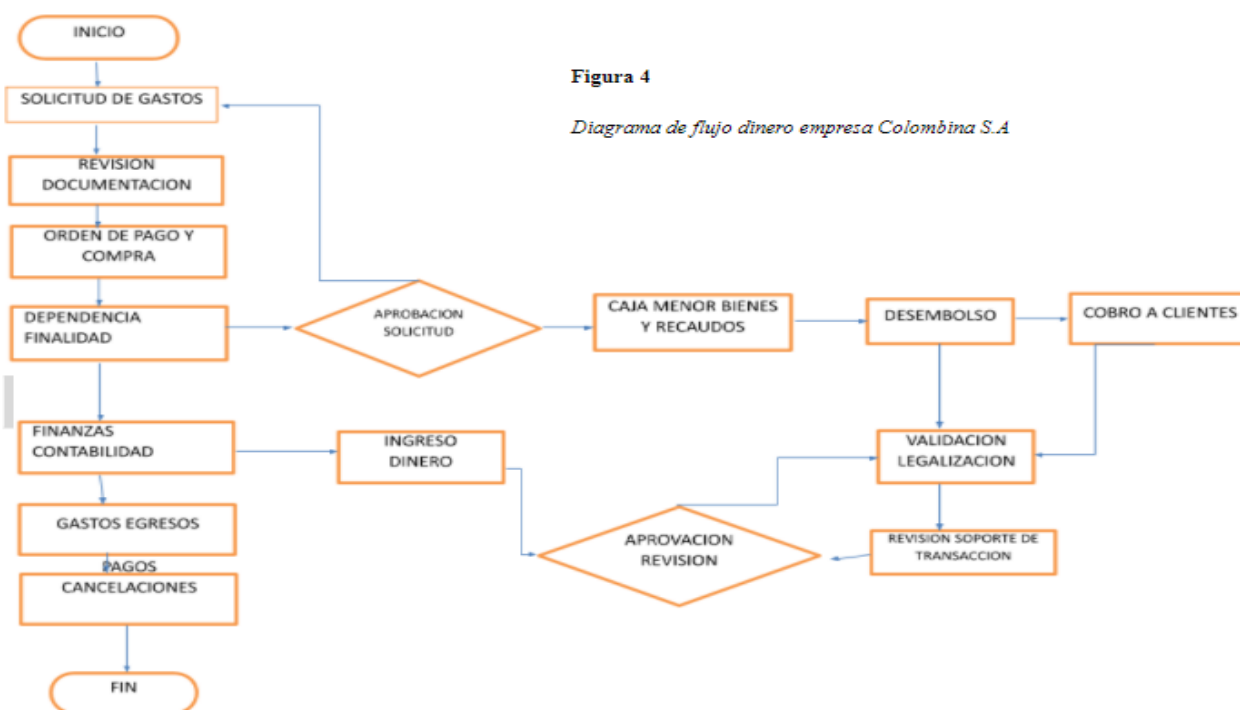 INICIO
Figura 4
Diagrama de flujo dinero empresa Colombina S.A
SOLICITUD DE GASTOS
REVISION
DOCUMENTACION
ORDEN DE PAGO Y
COMPRA
DEPENDENCIA
FINALIDAD
APROBACION
SOLICITUD
CAJA MENOR BIENES
Y RECAUDOS
DESEMBOLSO
COBRO A CLIENTES
FINANZAS
CONTABILIDAD
INGRESO
DINERO
VALIDACION
LEGALIZACION
GASTOS EGRESOS
APROVACION
REVISION
REVISION SOPORTE DE
TRANSACCION
PAGOS
CANCELACIONES
FIN